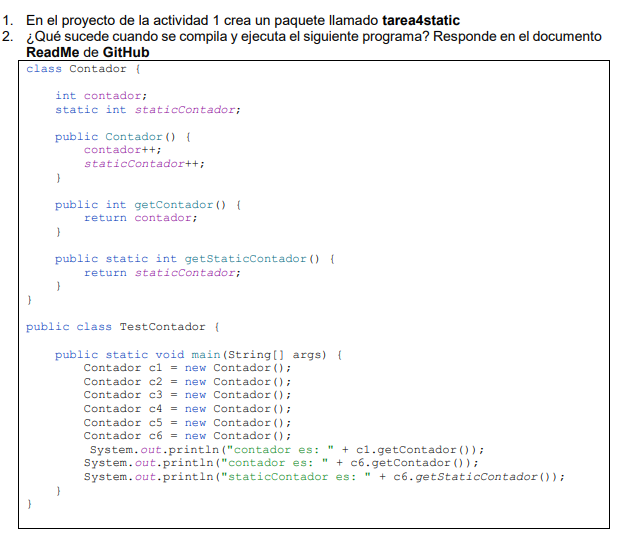 1. En el proyecto de la actividad 1 crea un paquete llamado tarea4static
2. ¿Qué sucede cuando se compila y ejecuta el siguiente programa? Responde en el documento
ReadMe de GitHub
class Contador {
int contador;
static int staticContador;
public Contador() {
contador++;
staticContador++;
}
public int getContador() {
return contador;
}
public static int getStaticContador() {
return staticContador;
}
}
public class TestContador {
public static void main(String[] args) {
Contador c1 = new Contador();
Contador c2 = new Contador();
Contador c3 = new Contador();
Contador c4 = new Contador();
Contador c5 = new Contador();
Contador c6 = new Contador();
System.out.println("contador es: " + c1.getContador());
System.out.println("contador es: " + c6.getContador());
System.out.println("staticContador es: " + c6.getStaticContador());
}
}